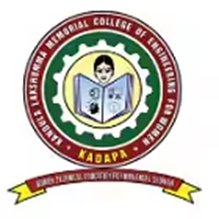 KANDULA LAKSHUMMA MEMORIAL COLLEGE OF ENGINEERING FOR WOMEN
KADAPA